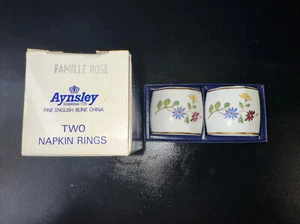 FAMILLE ROSE
Aynsley
FINE ENGLISH BONE CHINA
TWO
NAPKIN RINGS